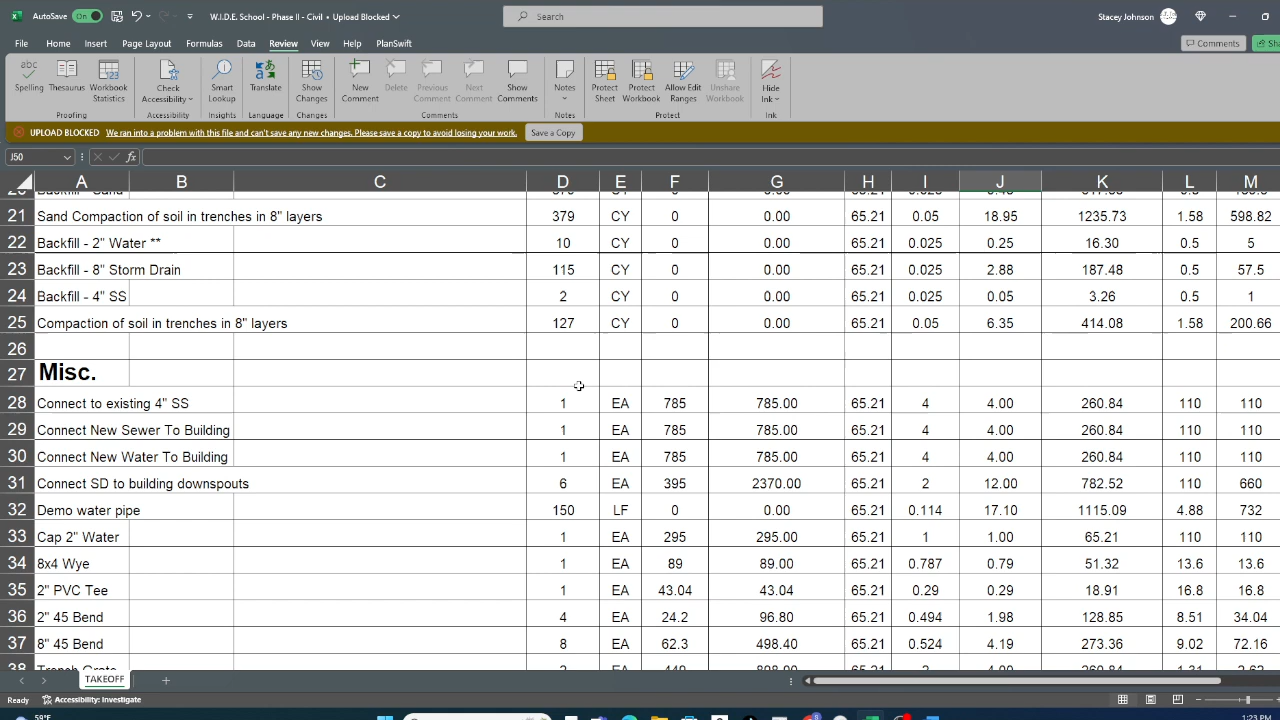 AutoSave On W.I.D.E. School - Phase II - Civil • Upload Blocked Search Stacey Johnson
File Home Insert Page Layout Formulas Data Review View Help PlanSwift Comments
Spelling Thesaurus Workbook Statistics Check Accessibility Smart Lookup Translate Show Changes New Comment Delete Previous Comment Next Comment Show Comments Notes Protect Sheet Protect Workbook Allow Edit Ranges Unshare Workbook Hide Ink
Proofing Accessibility Insights Language Changes Comments Notes Protect Ink
UPLOAD BLOCKED We ran into a problem with this file and can't save any new changes. Please save a copy to avoid losing your work. Save a Copy
J50 fx
A B C D E F G H I J K L M
21 Sand Compaction of soil in trenches in 8" layers 379 CY 0 0.00 65.21 0.05 18.95 1235.73 1.58 598.82
22 Backfill - 2" Water ** 10 CY 0 0.00 65.21 0.025 0.25 16.30 0.5 5
23 Backfill - 8" Storm Drain 115 CY 0 0.00 65.21 0.025 2.88 187.48 0.5 57.5
24 Backfill - 4" SS 2 CY 0 0.00 65.21 0.025 0.05 3.26 0.5 1
25 Compaction of soil in trenches in 8" layers 127 CY 0 0.00 65.21 0.05 6.35 414.08 1.58 200.66
26
27 Misc.
28 Connect to existing 4" SS 1 EA 785 785.00 65.21 4 4.00 260.84 110 110
29 Connect New Sewer To Building 1 EA 785 785.00 65.21 4 4.00 260.84 110 110
30 Connect New Water To Building 1 EA 785 785.00 65.21 4 4.00 260.84 110 110
31 Connect SD to building downspouts 6 EA 395 2370.00 65.21 2 12.00 782.52 110 660
32 Demo water pipe 150 LF 0 0.00 65.21 0.114 17.10 1115.09 4.88 732
33 Cap 2" Water 1 EA 295 295.00 65.21 1 1.00 65.21 110 110
34 8x4 Wye 1 EA 89 89.00 65.21 0.787 0.79 51.32 13.6 13.6
35 2" PVC Tee 1 EA 43.04 43.04 65.21 0.29 0.29 18.91 16.8 16.8
36 2" 45 Bend 4 EA 24.2 96.80 65.21 0.494 1.98 128.85 8.51 34.04
37 8" 45 Bend 8 EA 62.3 498.40 65.21 0.524 4.19 273.36 9.02 72.16
38 Trench Grate EA 65.21 4.00 260.84
TAKEOFF
Ready Accessibility: Investigate
59°F 1:23 PM